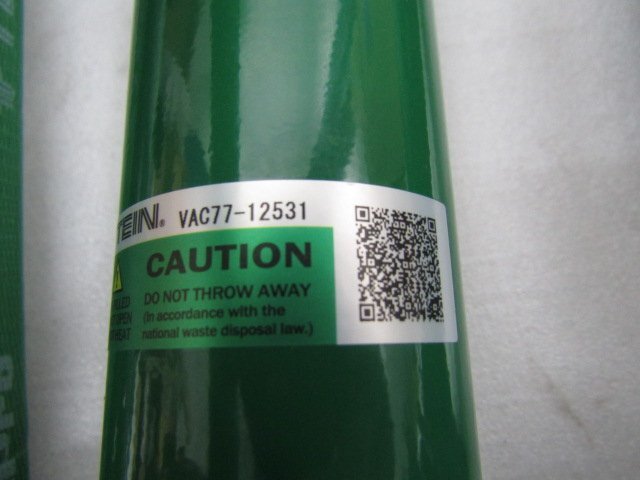 TEIN® VAC77-12531
CAUTION
DO NOT THROW AWAY
(In accordance with the
national waste disposal law.)